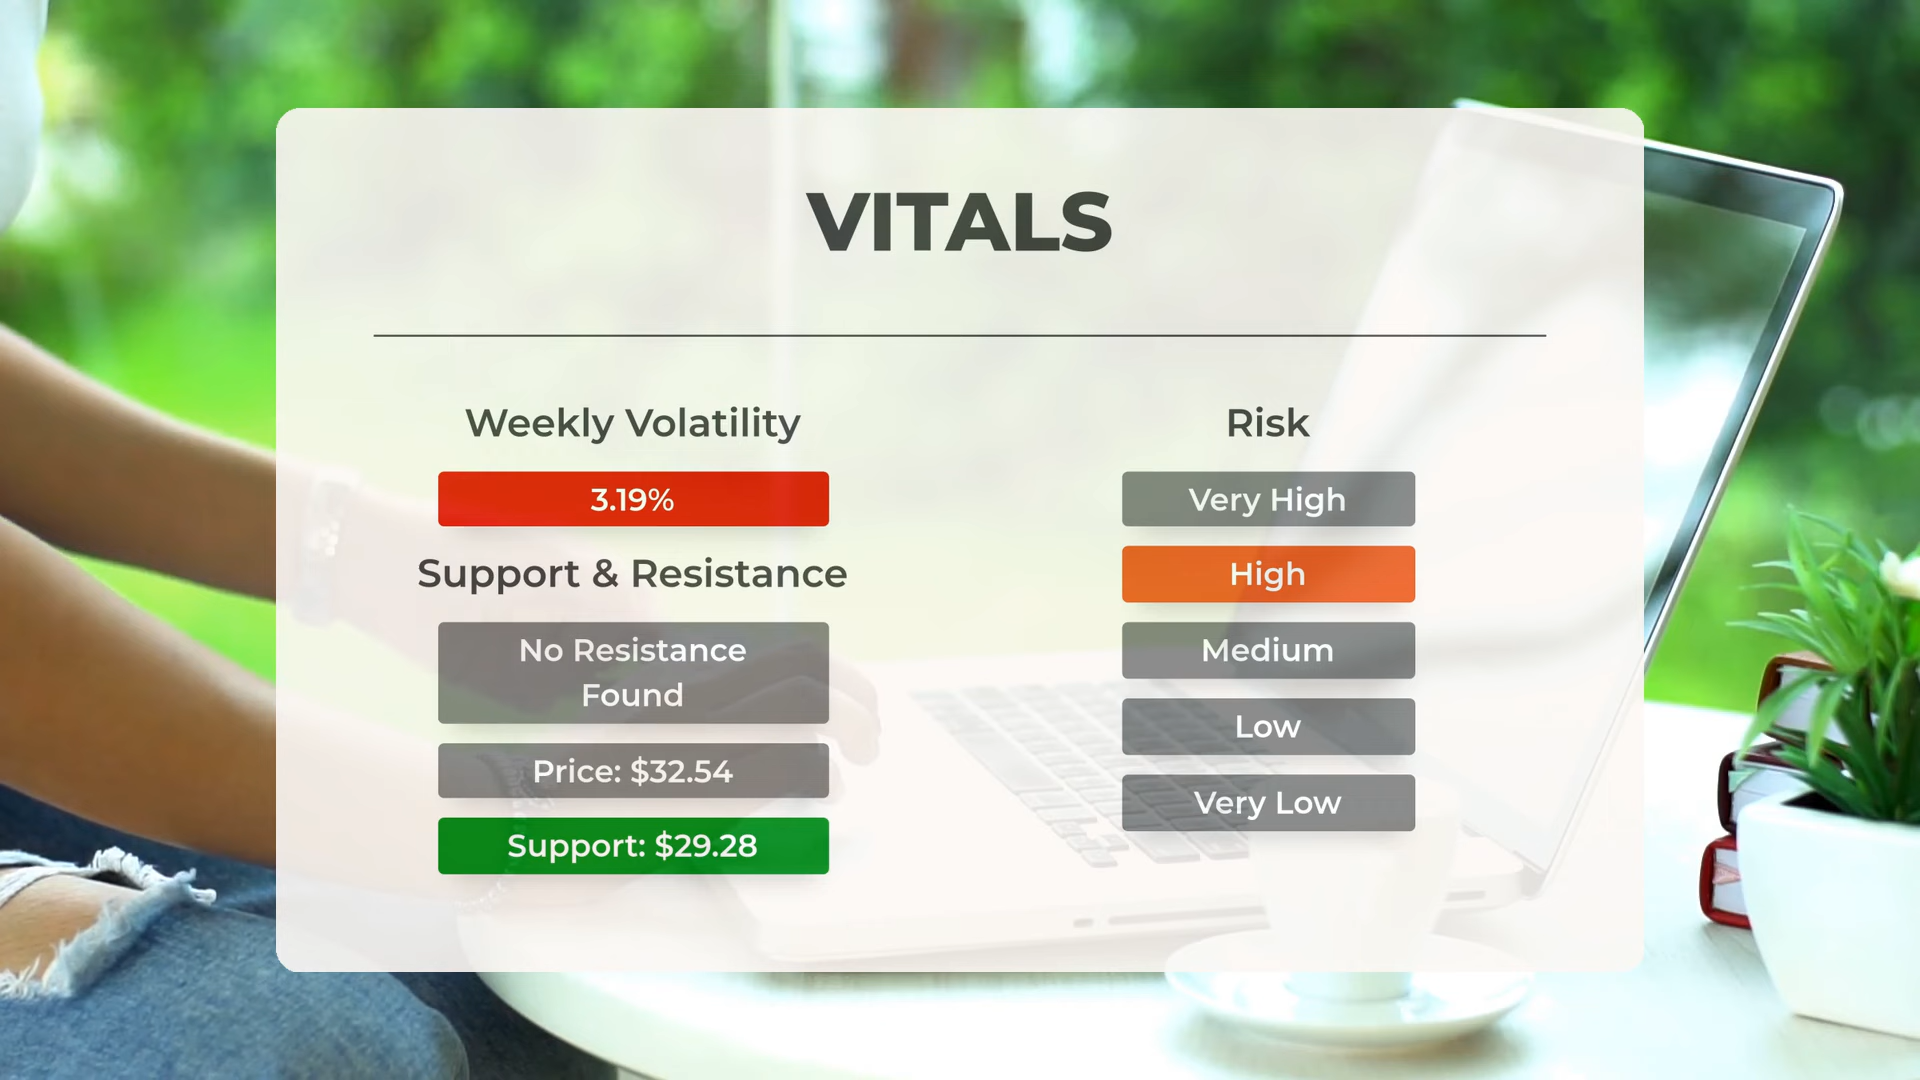 VITALS
Weekly Volatility
3.19%
Support & Resistance
No Resistance
Found
Price: $32.54
Support: $29.28
Risk
Very High
High
Medium
Low
Very Low